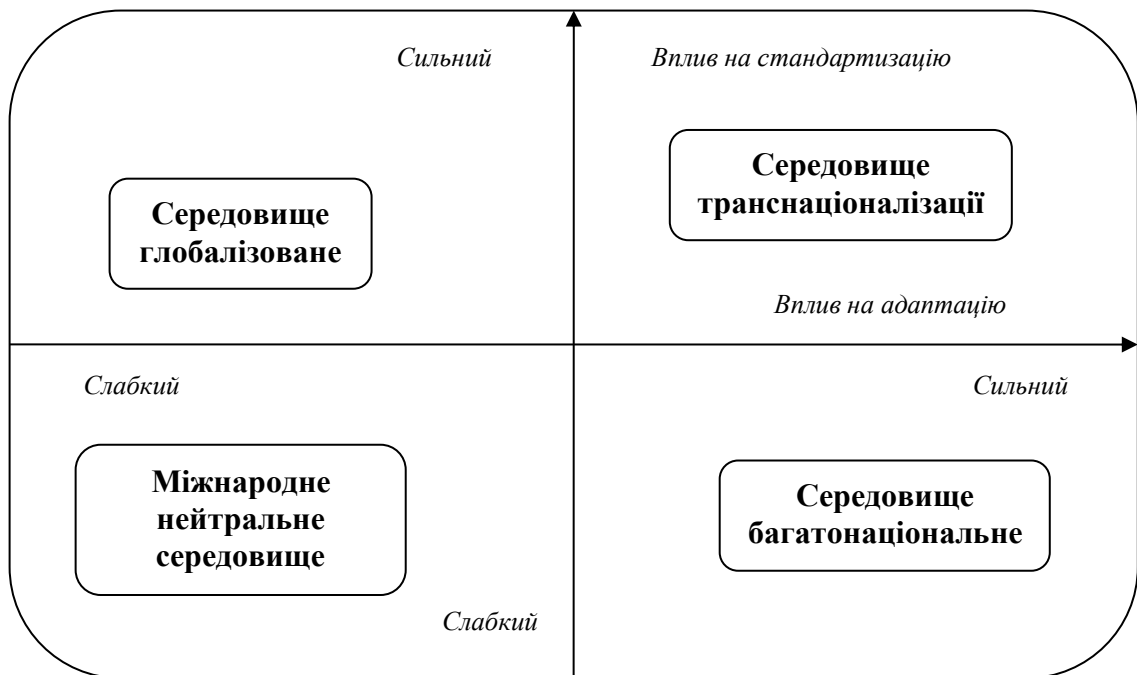 Сильний
Вплив на стандартизацію
Середовище
транснаціоналізації
Середовище
глобалізоване
Вплив на адаптацію
Слабкий
Сильний
Міжнародне
нейтральне
середовище
Середовище
багатонаціональне
Слабкий